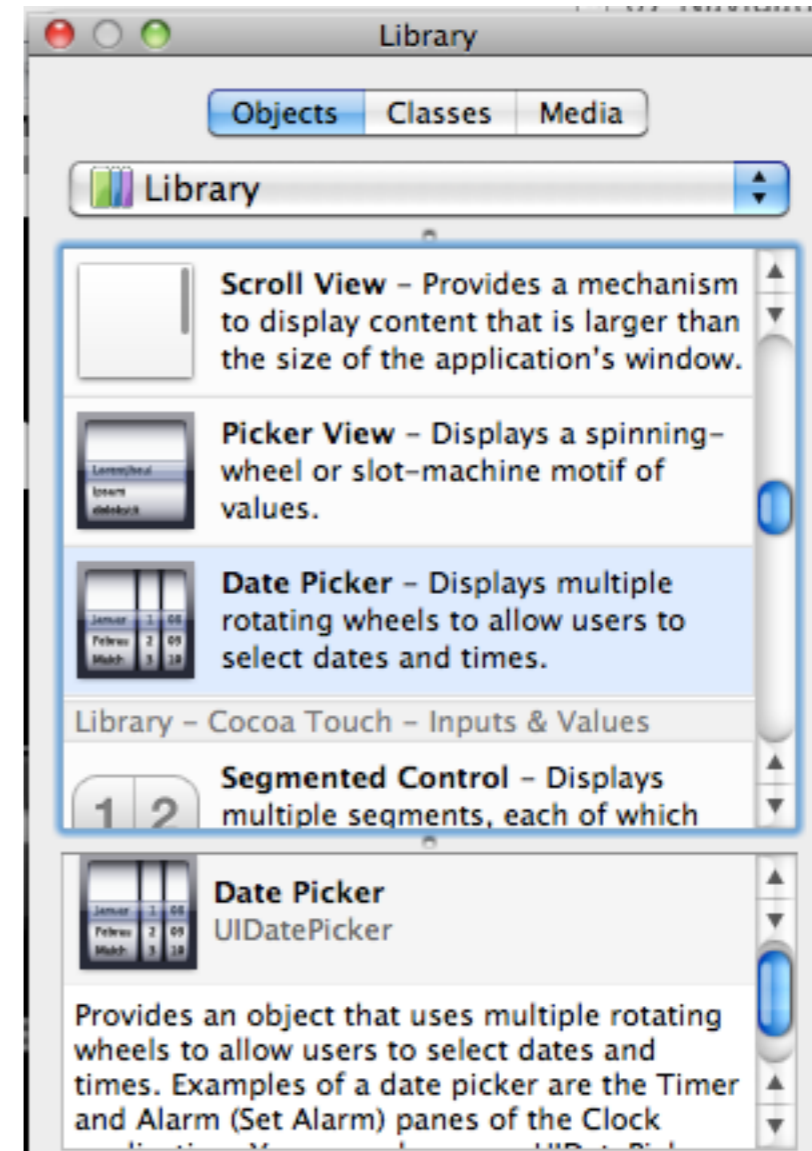 Library
Objects Classes Media
Library
Scroll View – Provides a mechanism
to display content that is larger than
the size of the application's window.
Picker View – Displays a spinning-
wheel or slot-machine motif of
values.
Date Picker – Displays multiple
rotating wheels to allow users to
select dates and times.
Library – Cocoa Touch – Inputs & Values
Segmented Control – Displays
1 2
multiple segments, each of which
Date Picker
UIDatePicker
Provides an object that uses multiple rotating
wheels to allow users to select dates and
times. Examples of a date picker are the Timer
and Alarm (Set Alarm) panes of the Clock